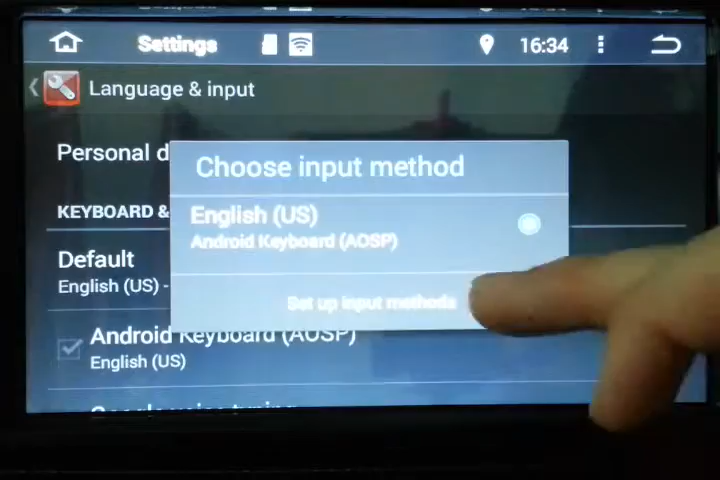 Settings
16:34
Language & input
Personal d
Choose input method
KEYBOARD &
English (US)
Android Keyboard (AOSP)
Default
English (US) -
Set up input methods
Android Keyboard (AOSP)
English (US)